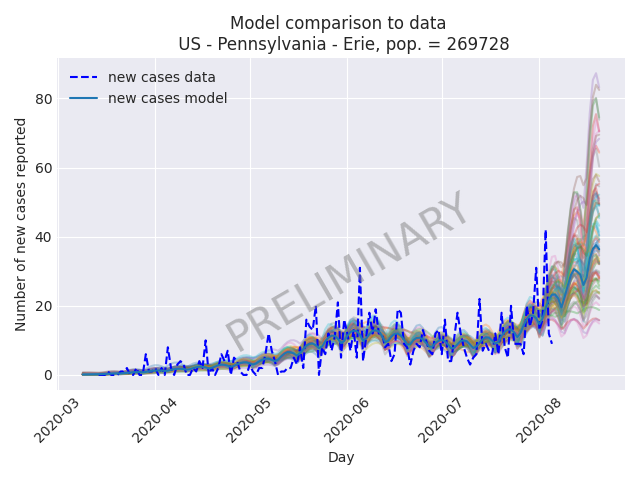 Model comparison to data
US - Pennsylvania - Erie, pop. = 269728
new cases data
new cases model
80
60
40
20
0
Number of new cases reported
PRELIMINARY
2020-03
2020-04
2020-05
2020-06
2020-07
2020-08
Day